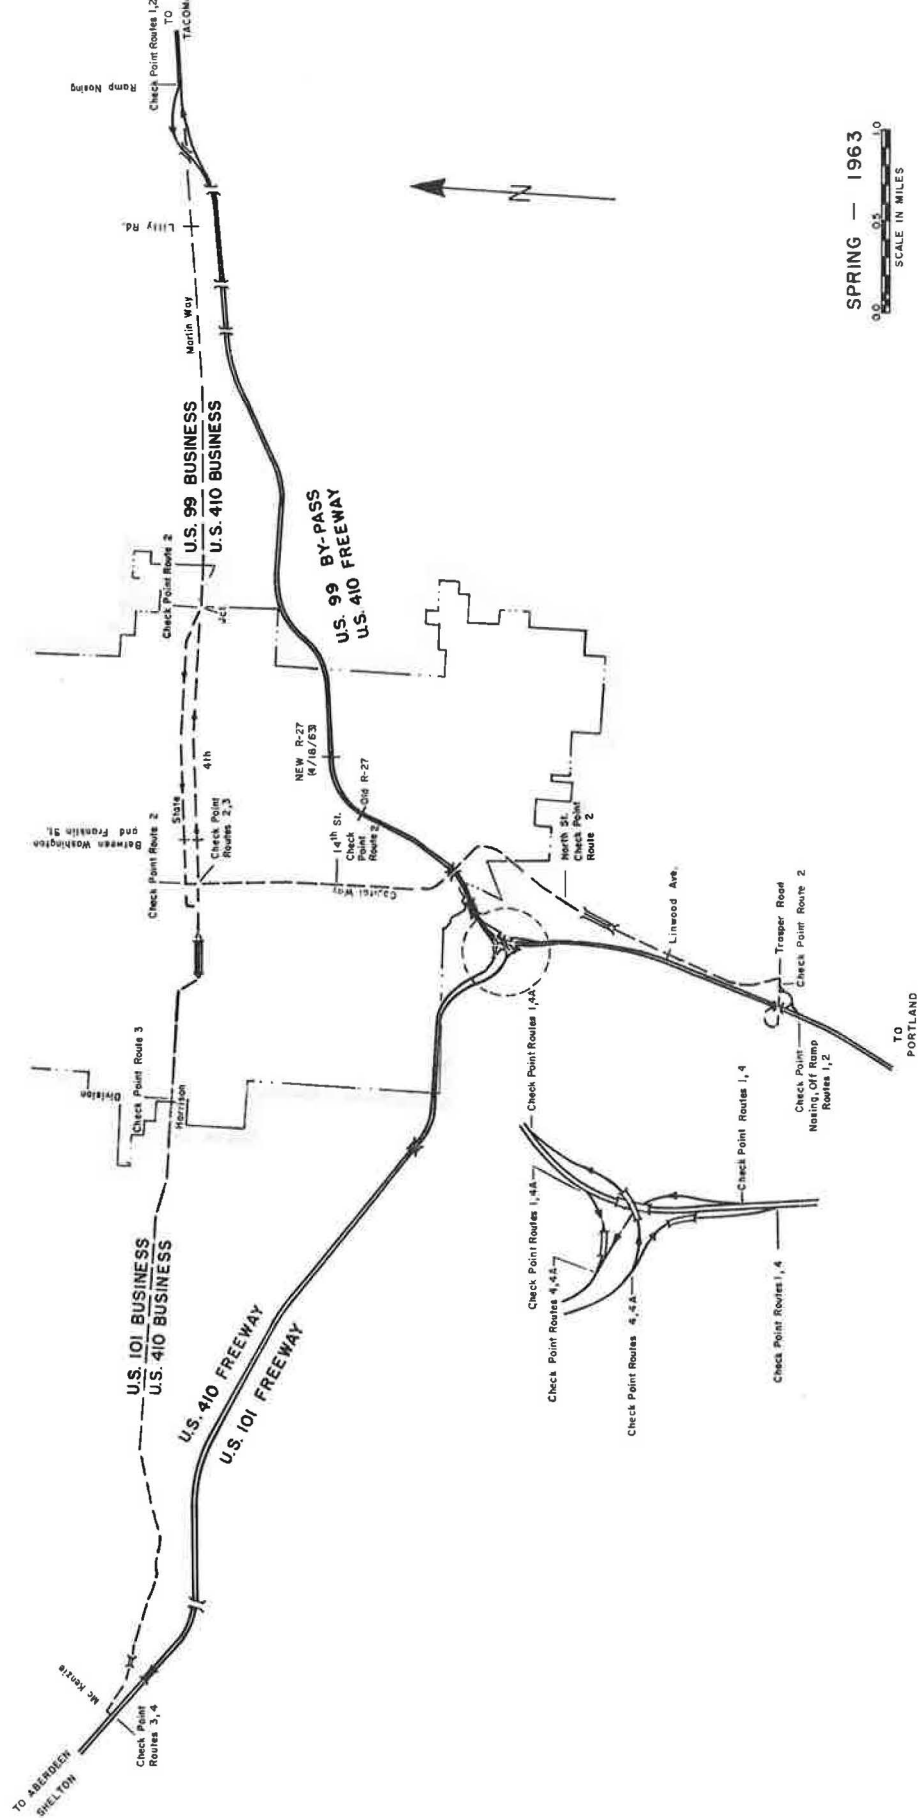 Check Point Routes 1,2
TO
Ramp Nosing
Lilly Rd.
Martin Way
U.S. 99 BUSINESS
U.S. 410 BUSINESS
N
SPRING — 1963
0.0 0.5 1.0
SCALE IN MILES
U.S. 99 BY-PASS
U.S. 410 FREEWAY
Check Point Route 2
Jct.
State
4th
NEW R-27
(4/18/63)
Old R-27
14th St.
Check
Point
Route 2
Check Point
Routes 2,3
Between Washington
and Franklin St.
Check Point Route 2
Capitol Way
North St.
Check Point
Route 2
Linwood Ave.
Trosper Road
Check Point Route 2
Check Point
Nosing, Off Ramp
Routes 1,2
TO
PORTLAND
Division
Check Point Route 3
Harrison
U.S. 101 BUSINESS
U.S. 410 BUSINESS
U.S. 410 FREEWAY
U.S. 101 FREEWAY
Check Point Routes 1,4A
Check Point Routes 1,4A
Check Point Routes 4,4A
Check Point Routes 4,4A
Check Point Routes 1,4
Check Point Routes 1,4
Mc Kenzie
Check Point
Routes 3,4
TO ABERDEEN
SHELTON